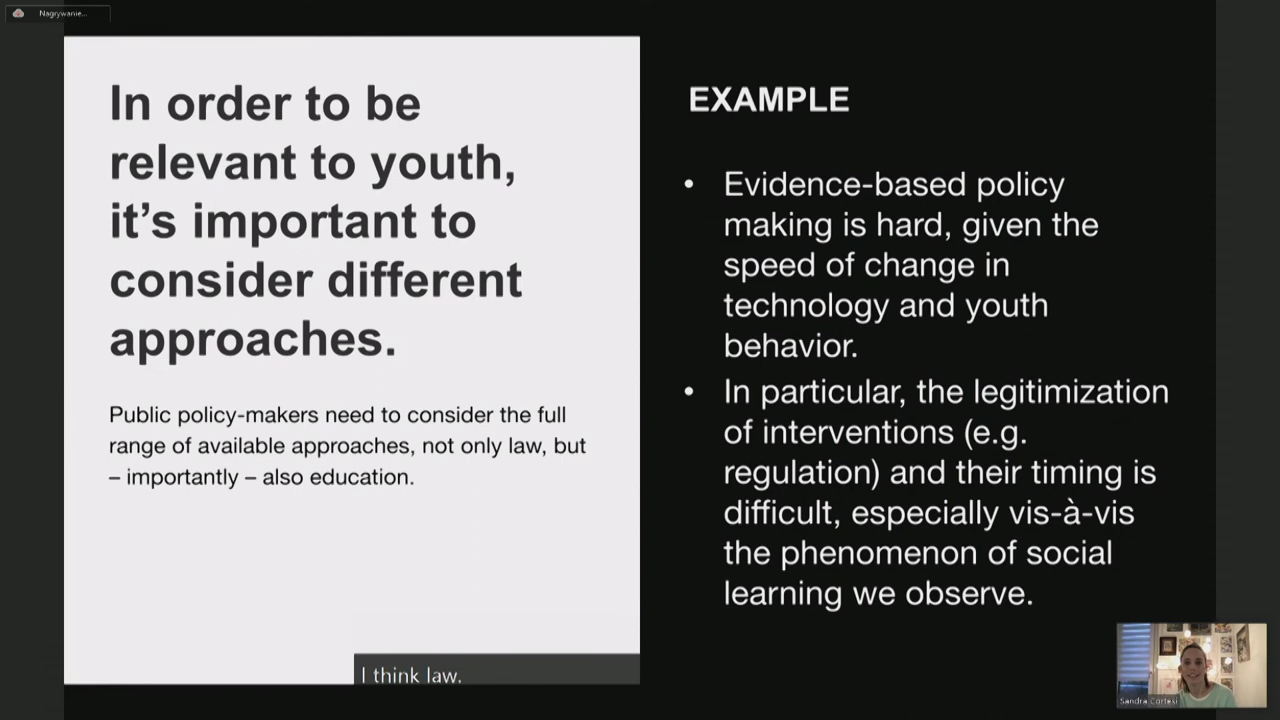 Nagrywanie...
In order to be
relevant to youth,
it’s important to
consider different
approaches.
Public policy-makers need to consider the full
range of available approaches, not only law, but
– importantly – also education.
EXAMPLE
• Evidence-based policy
making is hard, given the
speed of change in
technology and youth
behavior.
• In particular, the legitimization
of interventions (e.g.
regulation) and their timing is
difficult, especially vis-à-vis
the phenomenon of social
learning we observe.
I think law.
Sandra Cortesi